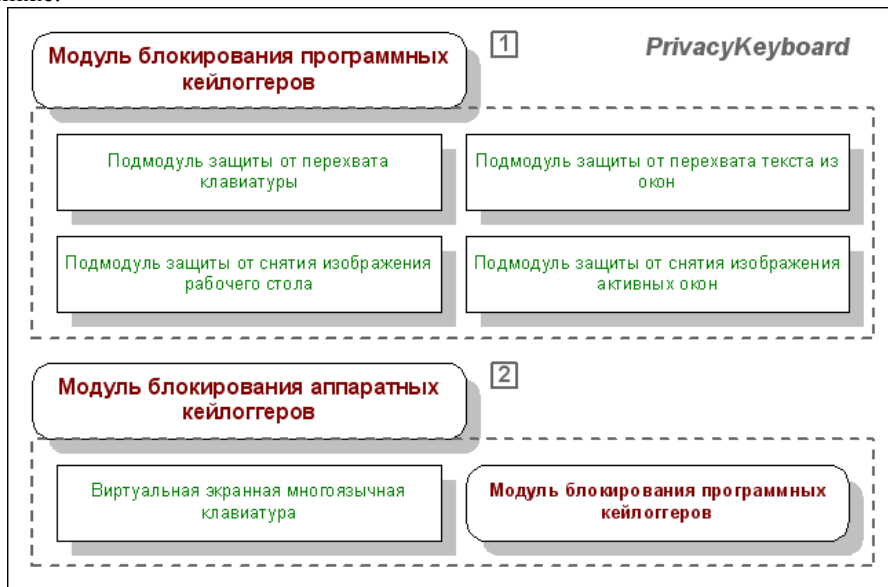 Модуль блокирования программных
кейлоггеров
1
PrivacyKeyboard
Подмодуль защиты от перехвата
клавиатуры
Подмодуль защиты от перехвата текста из
окон
Подмодуль защиты от снятия изображения
рабочего стола
Подмодуль защиты от снятия изображения
активных окон
Модуль блокирования аппаратных
кейлоггеров
2
Виртуальная экранная многоязычная
клавиатура
Модуль блокирования программных
кейлоггеров